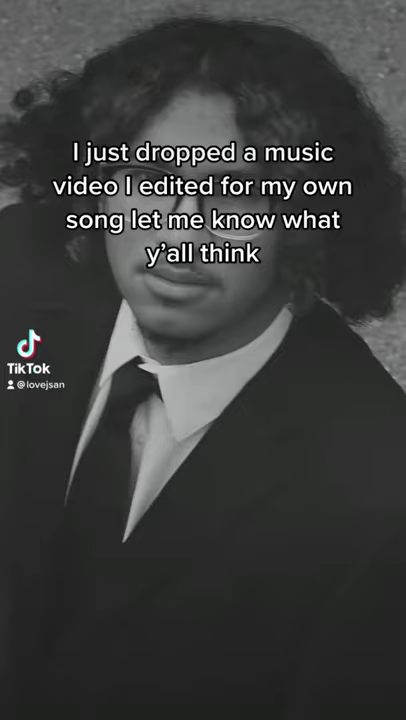 I just dropped a music
video I edited for my own
song let me know what
y’all think
TikTok
@lovejsan